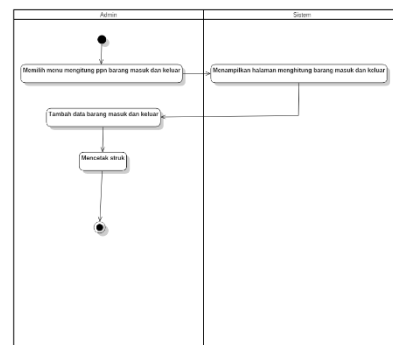 Admin
Sistem
Memilih menu mengitung ppn barang masuk dan keluar
Menampilkan halaman menghitung barang masuk dan keluar
Tambah data barang masuk dan keluar
Mencetak struk